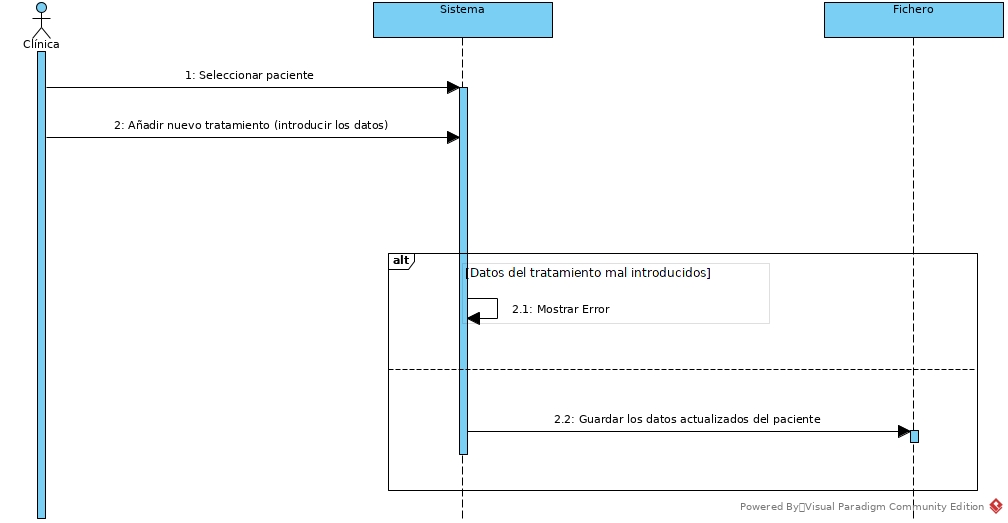 Sistema
Fichero
Clínica
1: Seleccionar paciente
2: Añadir nuevo tratamiento (introducir los datos)
alt
[Datos del tratamiento mal introducidos]
2.1: Mostrar Error
2.2: Guardar los datos actualizados del paciente
Powered By Visual Paradigm Community Edition